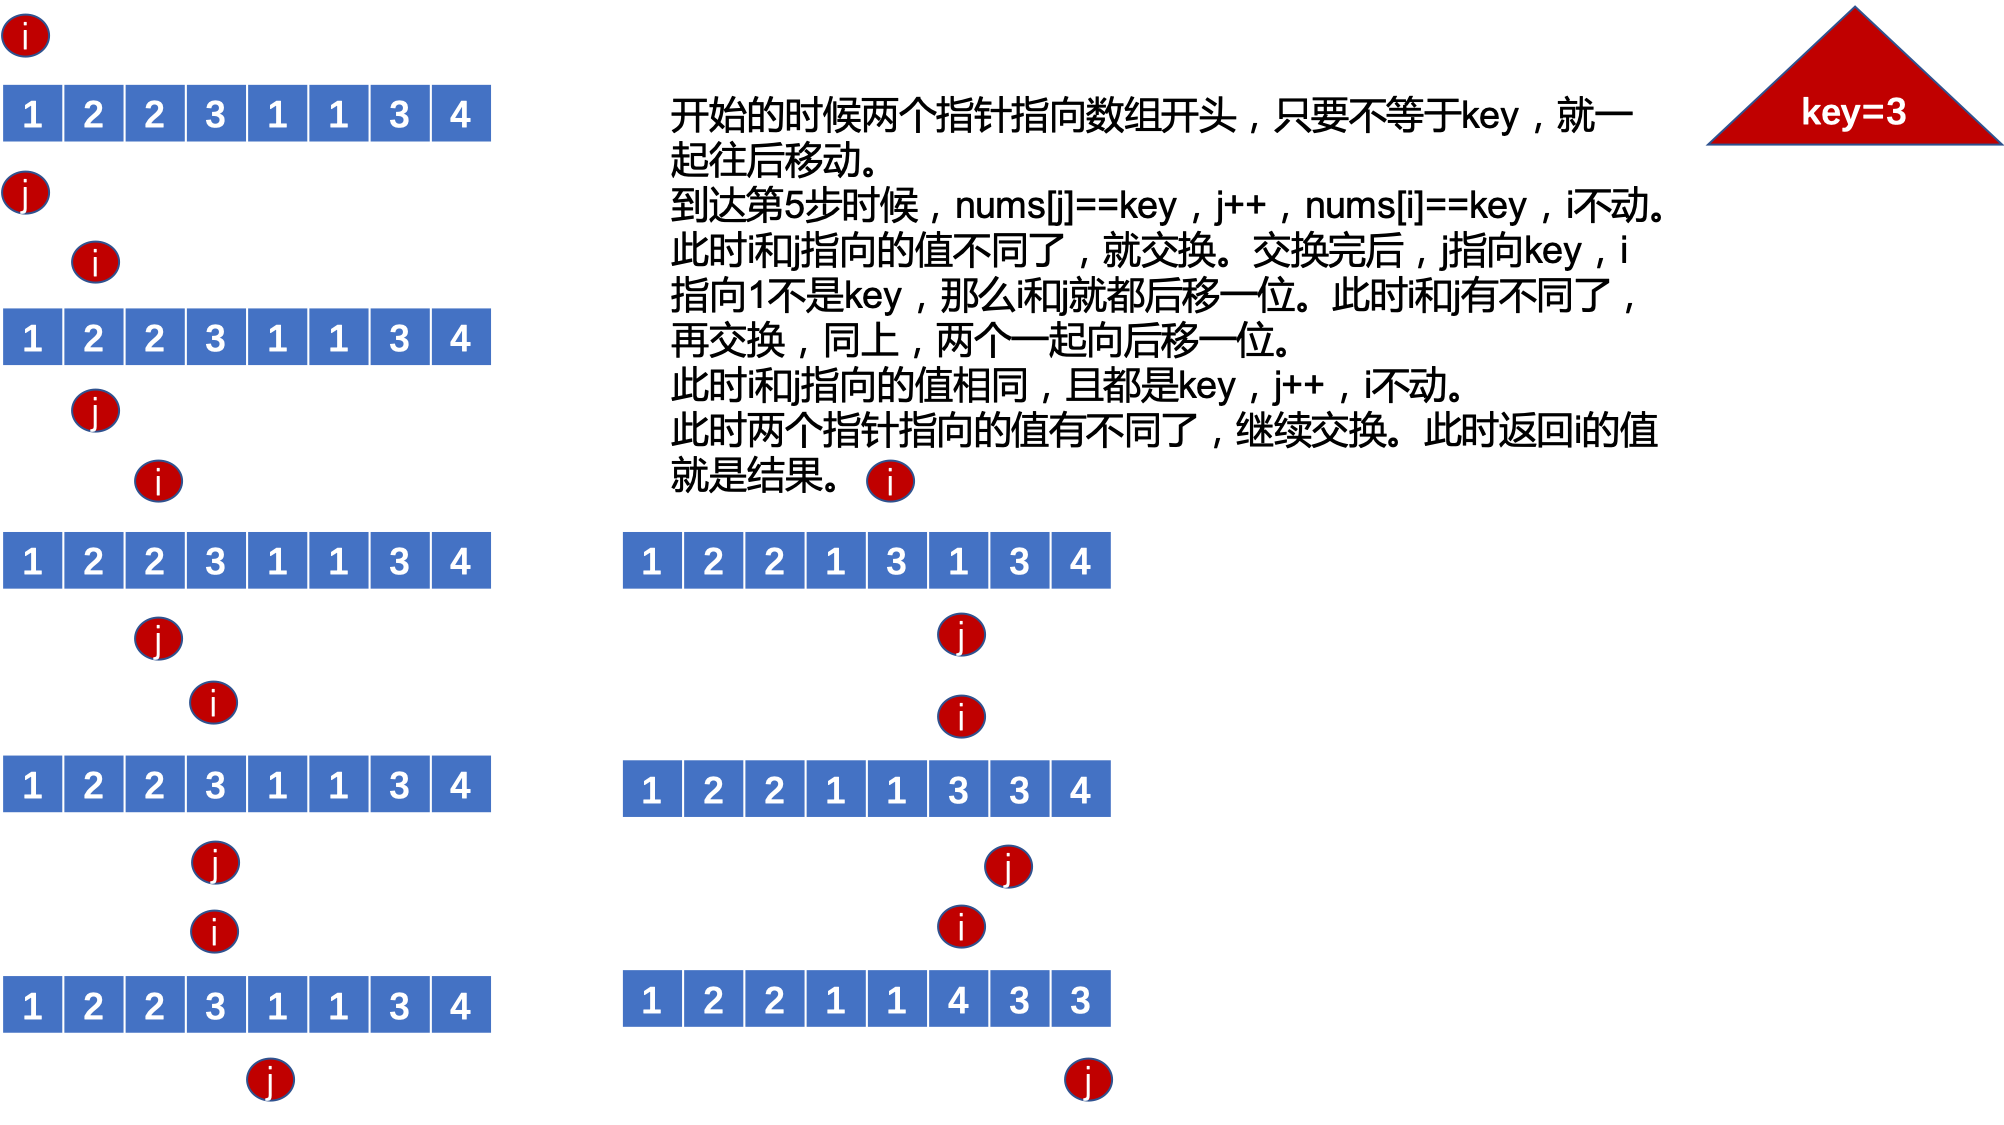 i
1 2 2 3 1 1 3 4
j
i
1 2 2 3 1 1 3 4
j
i
1 2 2 3 1 1 3 4
j
i
1 2 2 3 1 1 3 4
j
i
1 2 2 3 1 1 3 4
j
开始的时候两个指针指向数组开头，只要不等于key，就一
起往后移动。
到达第5步时候，nums[j]==key，j++，nums[i]==key，i不动。
此时i和j指向的值不同了，就交换。交换完后，j指向key，i
指向1不是key，那么i和j就都后移一位。此时i和j有不同了，
再交换，同上，两个一起向后移一位。
此时i和j指向的值相同，且都是key，j++，i不动。
此时两个指针指向的值有不同了，继续交换。此时返回i的值
就是结果。
i
1 2 2 1 3 1 3 4
j
i
1 2 2 1 1 3 3 4
j
i
1 2 2 1 1 4 3 3
j
key=3